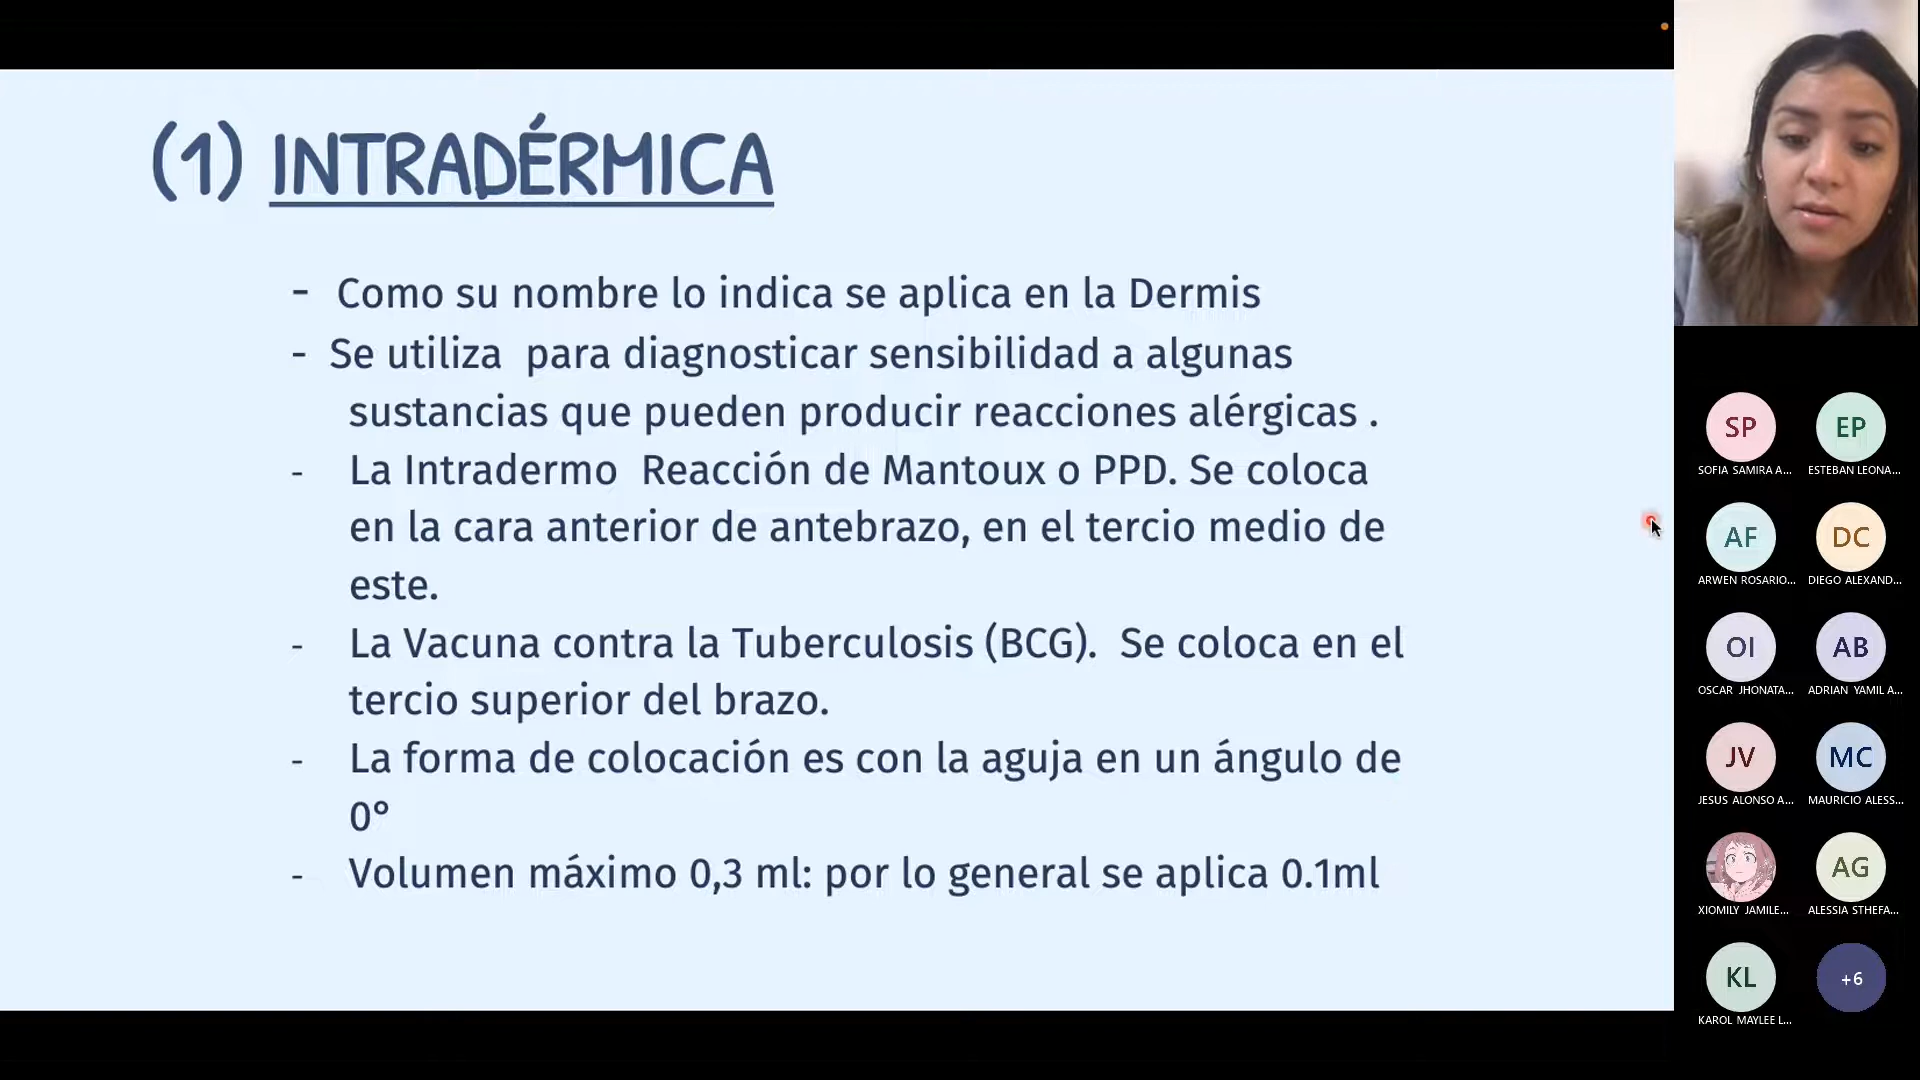 (1) INTRADÉRMICA
- Como su nombre lo indica se aplica en la Dermis
- Se utiliza para diagnosticar sensibilidad a algunas
sustancias que pueden producir reacciones alérgicas .
- La Intradermo Reacción de Mantoux o PPD. Se coloca
en la cara anterior de antebrazo, en el tercio medio de
este.
- La Vacuna contra la Tuberculosis (BCG). Se coloca en el
tercio superior del brazo.
- La forma de colocación es con la aguja en un ángulo de
0°
- Volumen máximo 0,3 ml: por lo general se aplica 0.1ml
SP EP
SOFIA SAMIRA A... ESTEBAN LEONA...
AF DC
ARWEN ROSARIO... DIEGO ALEXAND...
OI AB
OSCAR JHONATA... ADRIAN YAMIL A...
JV MC
JESUS ALONSO A... MAURICIO ALESS...
AG
XIOMILY JAMILE... ALESSIA STHEFA...
KL +6
KAROL MAYLEE L...